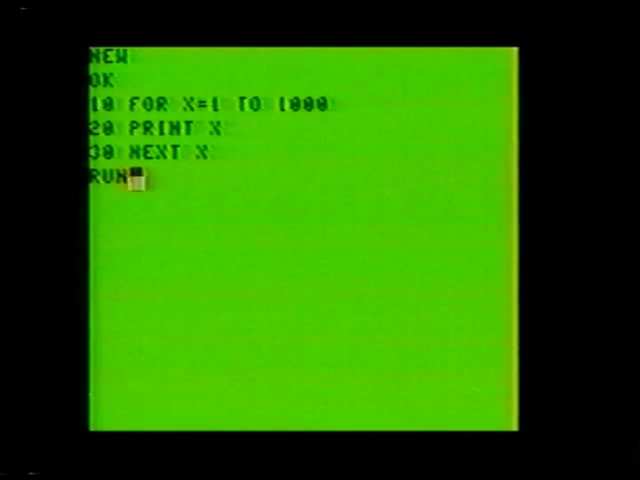 NEW
OK
10 FOR X=1 TO 1000
20 PRINT X
30 NEXT X
RUN